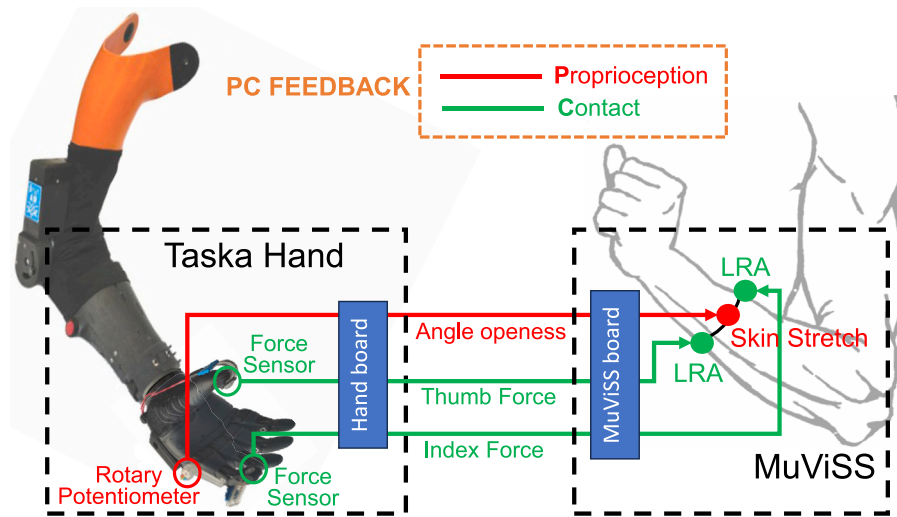 PC FEEDBACK
Proprioception
Contact
Taska Hand
LRA
Angle openess
Skin Stretch
Force
Sensor
Hand board
MuViSS board
LRA
Thumb Force
Index Force
Rotary
Potentiometer
Force
Sensor
MuViSS